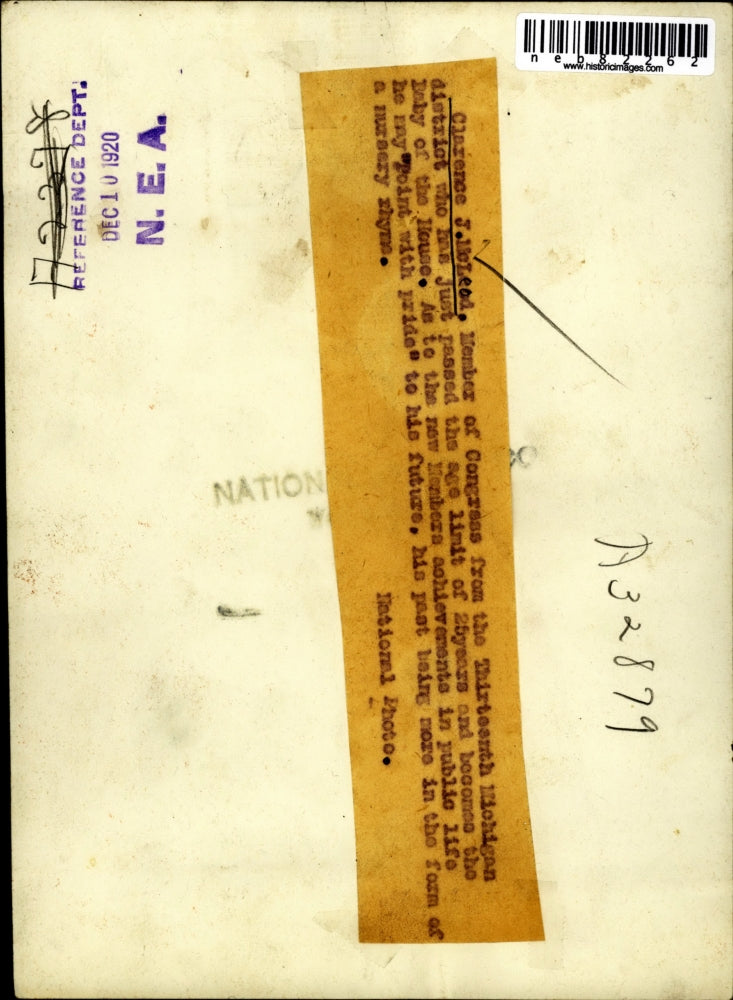 neb82262
www.historicimages.com
17278
REFERENCE DEPT.
DEC 10 1920
N. E. A.
Clarence J.McLeod, Member of Congress from the Thirteenth Michigan
district who has just passed the age limit of 25years and becomes the
Baby of the House. As to the new Members achievements in public life
he may"point with pride" to his future, his past being more in the form of
a nursery rhyme.
National Photo.
NATION
CO
A32879